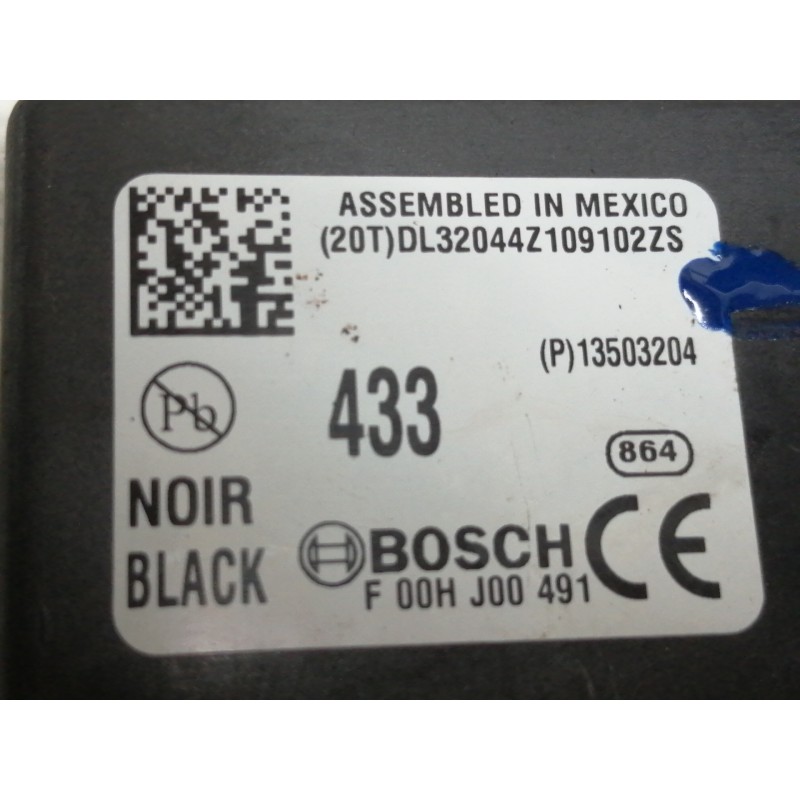 ASSEMBLED IN MEXICO
(20T)DL32044Z109102ZS
(P)13503204
Pb
433
864
NOIR
BLACK
BOSCH
CE
F 00H J00 491